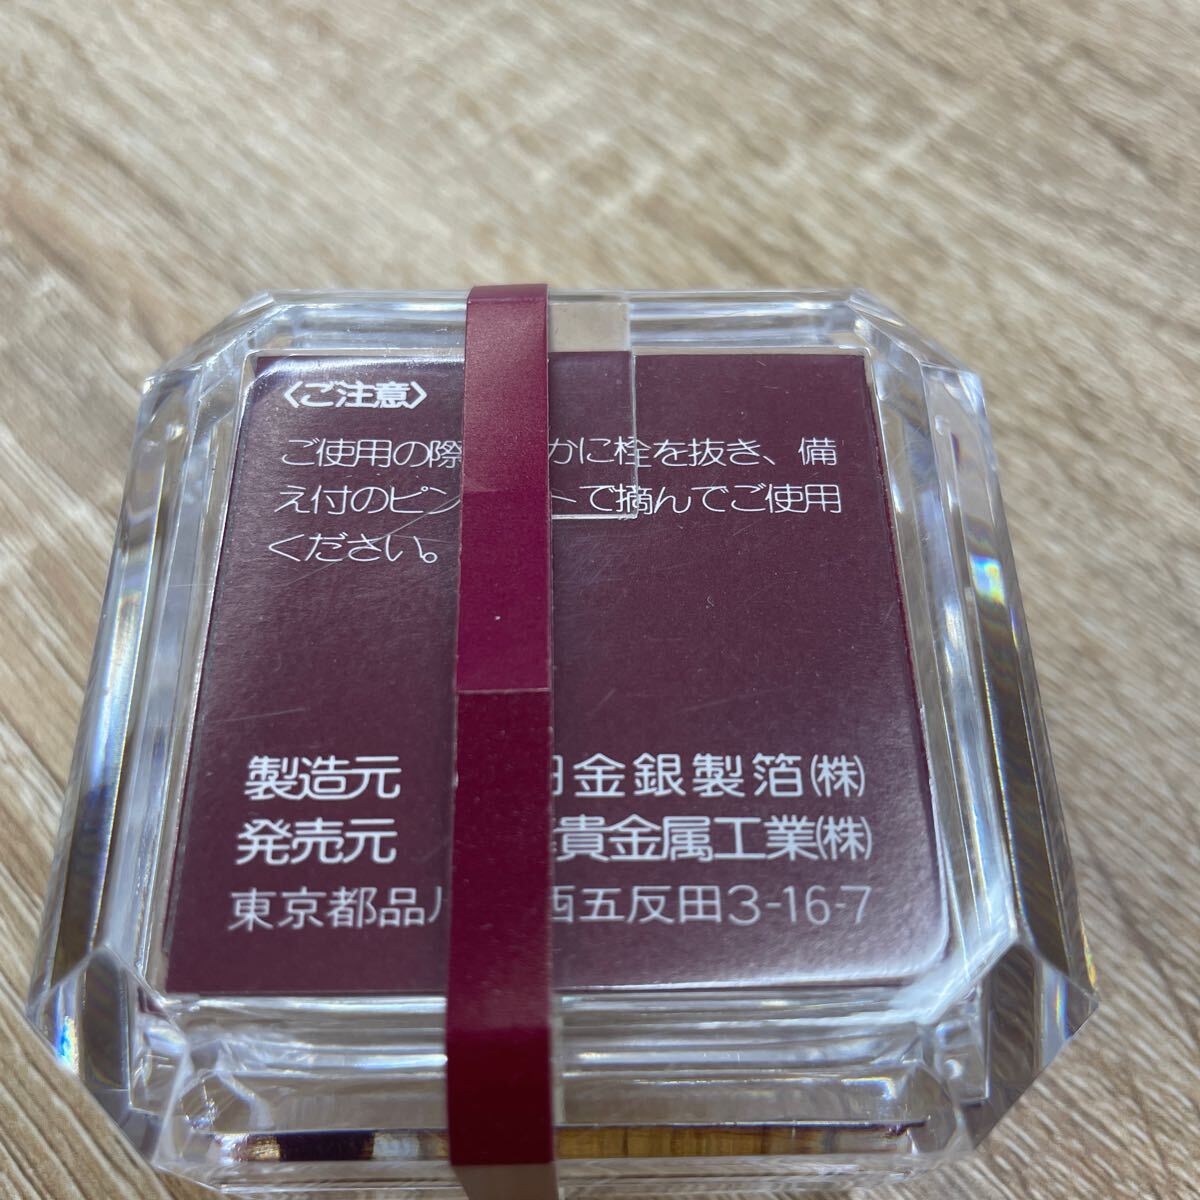 〈ご注意〉
ご使用の際 かに栓を抜き、備
え付のピン トで摘んでご使用
ください。
製造元 田金銀製箔㈱
発売元 貴金属工業㈱
東京都品川 西五反田3-16-7